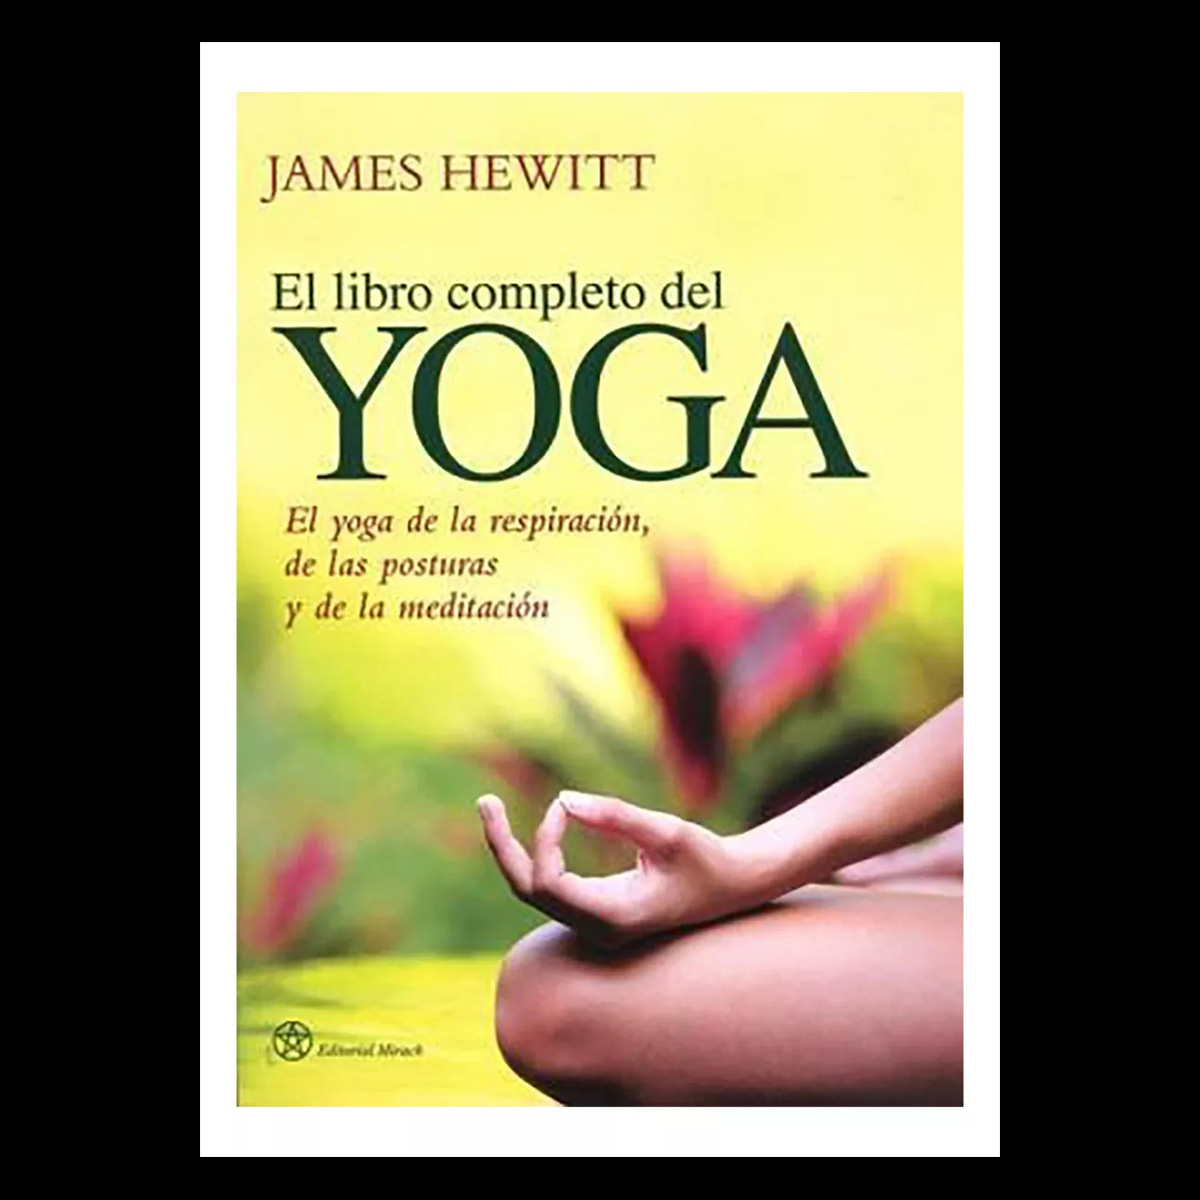 JAMES HEWITT
El libro completo del
YOGA
El yoga de la respiración,
de las posturas
y de la meditación
Editorial Mirach